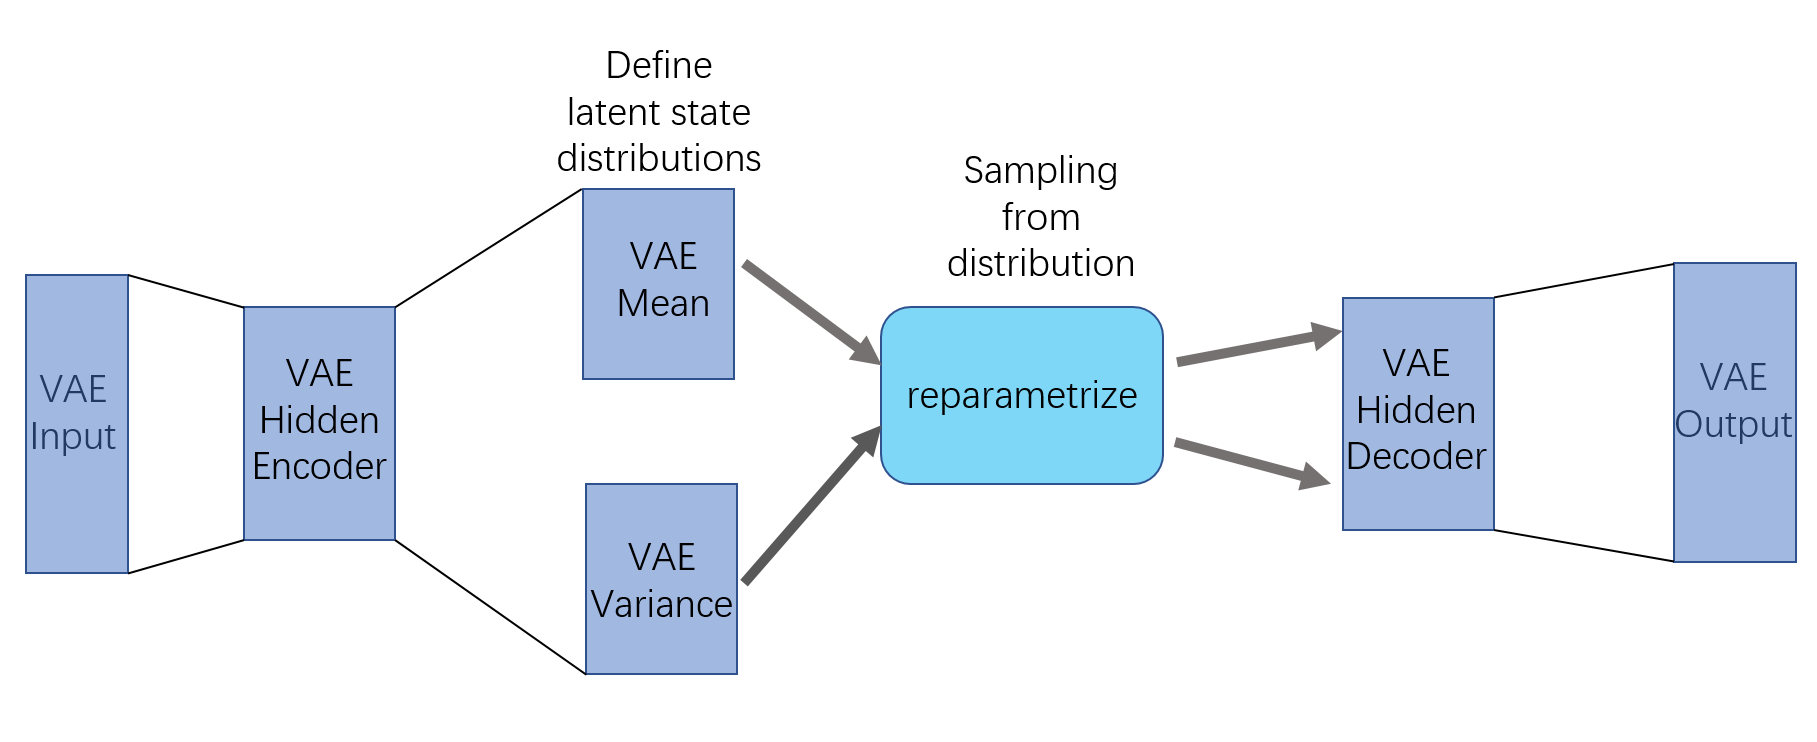 Define
latent state
distributions
Sampling
from
distribution
VAE
Input
VAE
Hidden
Encoder
VAE
Mean
VAE
Variance
reparametrize
VAE
Hidden
Decoder
VAE
Output